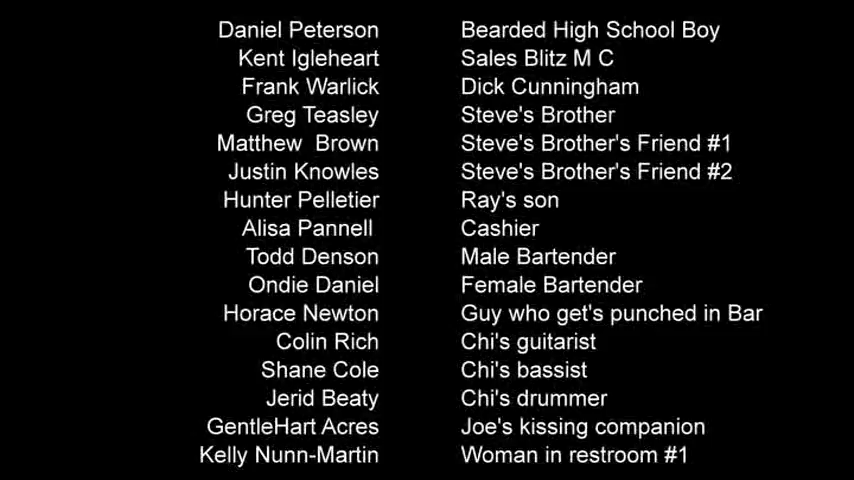 Daniel Peterson Bearded High School Boy
Kent Igleheart Sales Blitz M C
Frank Warlick Dick Cunningham
Greg Teasley Steve's Brother
Matthew  Brown Steve's Brother's Friend #1
Justin Knowles Steve's Brother's Friend #2
Hunter Pelletier Ray's son
Alisa Pannell Cashier
Todd Denson Male Bartender
Ondie Daniel Female Bartender
Horace Newton Guy who get's punched in Bar
Colin Rich Chi's guitarist
Shane Cole Chi's bassist
Jerid Beaty Chi's drummer
GentleHart Acres Joe's kissing companion
Kelly Nunn-Martin Woman in restroom #1